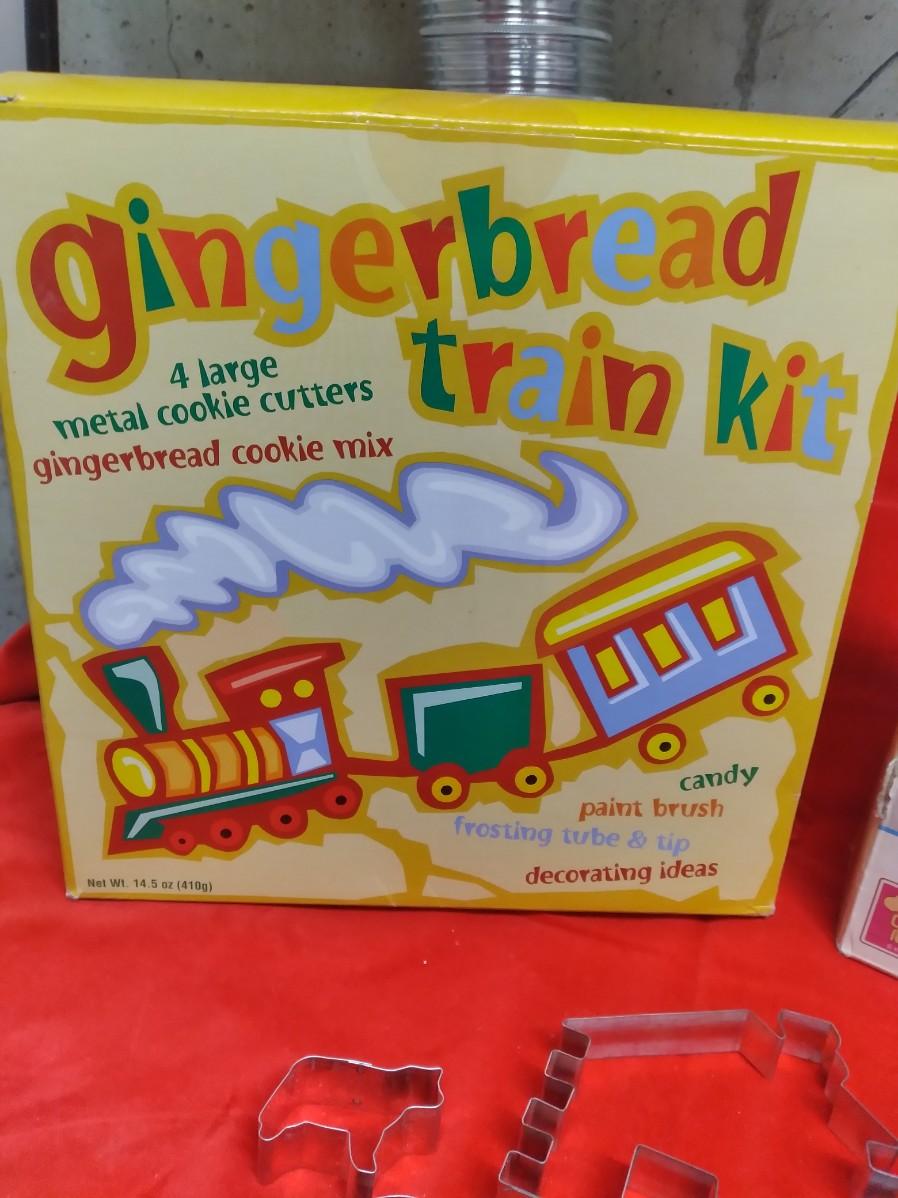 gingerbread
train kit
4 large
metal cookie cutters
gingerbread cookie mix
candy
paint brush
frosting tube & tip
decorating ideas
Net Wt. 14.5 oz (410g)